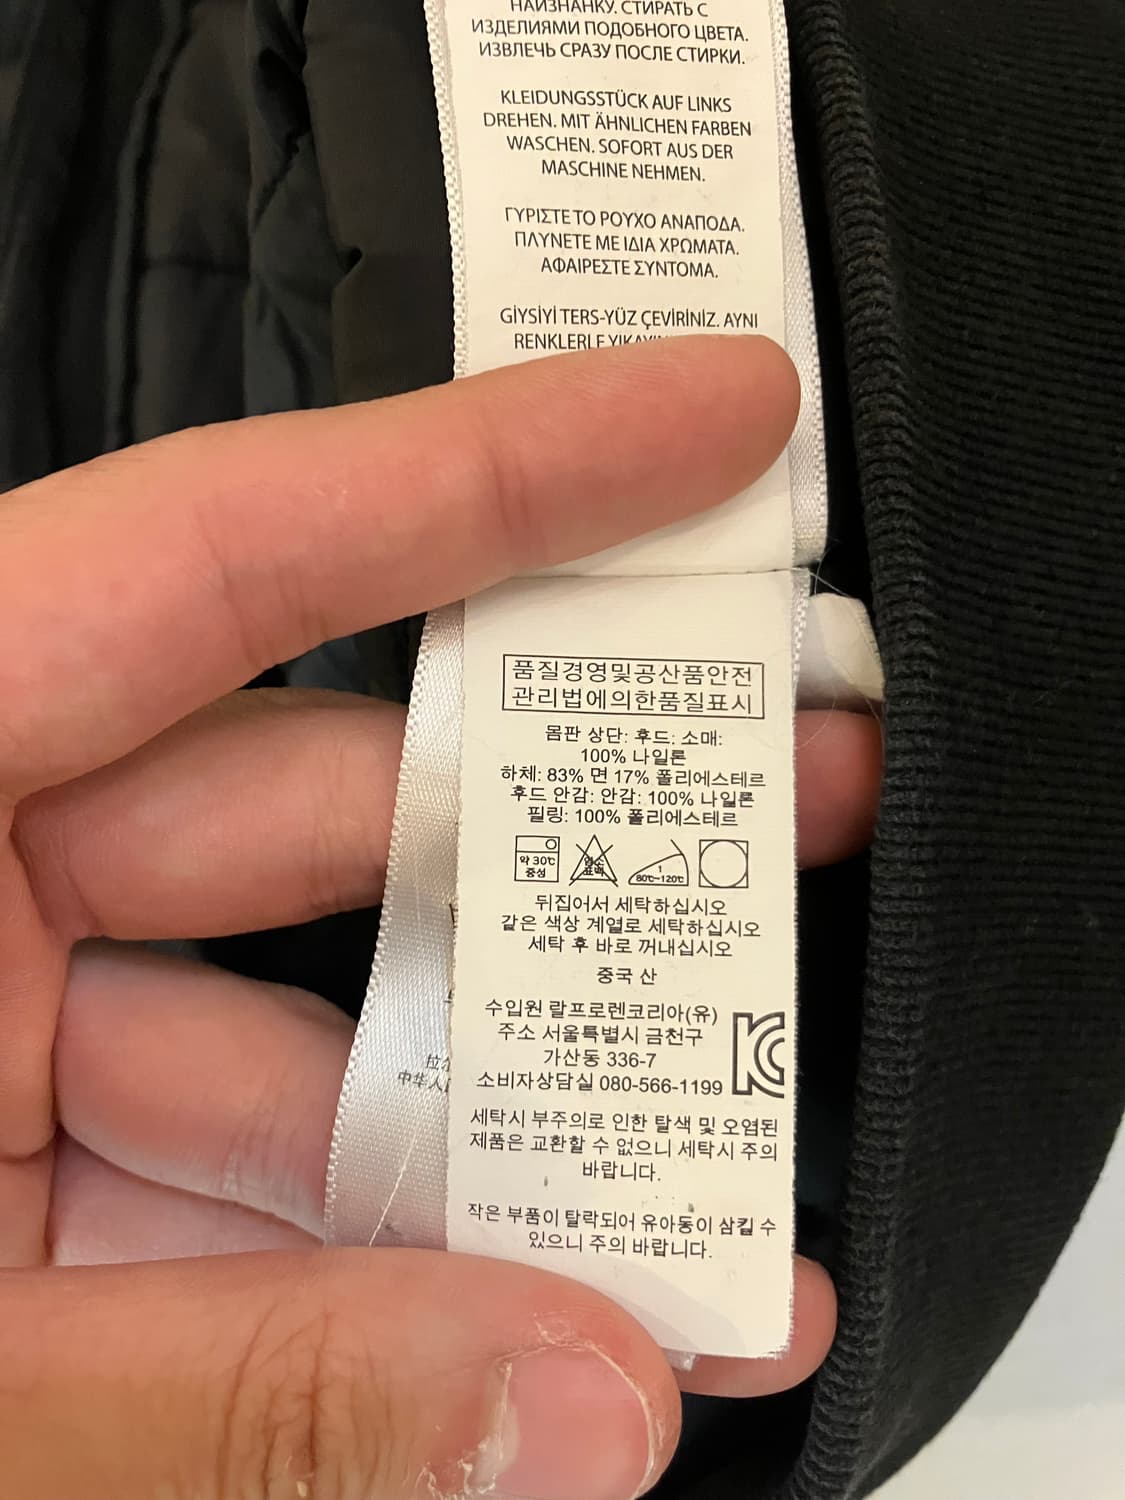 НАИЗНАНКУ. СТИРАТЬ С
ИЗДЕЛИЯМИ ПОДОБНОГО ЦВЕТА.
ИЗВЛЕЧЬ СРАЗУ ПОСЛЕ СТИРКИ.
KLEIDUNGSSTÜCK AUF LINKS
DREHEN. MIT ÄHNLICHEN FARBEN
WASCHEN. SOFORT AUS DER
MASCHINE NEHMEN.
ΓΥΡΙΣΤΕ ΤΟ ΡΟΥΧΟ ΑΝΑΠΟΔΑ.
ΠΛΥΝΕΤΕ ΜΕ ΙΔΙΑ ΧΡΩΜΑΤΑ.
ΑΦΑΙΡΕΣΤΕ ΣΥΝΤΟΜΑ.
GİYSİYİ TERS-YÜZ ÇEVİRİNİZ. AYNI
RENKLERLE
품질경영및공산품안전
관리법에의한품질표시
몸판 상단: 후드: 소매:
100% 나일론
하체: 83% 면 17% 폴리에스테르
후드 안감: 안감: 100% 나일론
필링: 100% 폴리에스테르
약 30℃
중성
염소
표백
1
80℃~120℃
뒤집어서 세탁하십시오
같은 색상 계열로 세탁하십시오
세탁 후 바로 꺼내십시오
중국 산
수입원 랄프로렌코리아(유)
주소 서울특별시 금천구
가산동 336-7
소비자상담실 080-566-1199
세탁시 부주의로 인한 탈색 및 오염된
제품은 교환할 수 없으니 세탁시 주의
바랍니다.
작은 부품이 탈락되어 유아동이 삼킬 수
있으니 주의 바랍니다.
拉尔
中华人